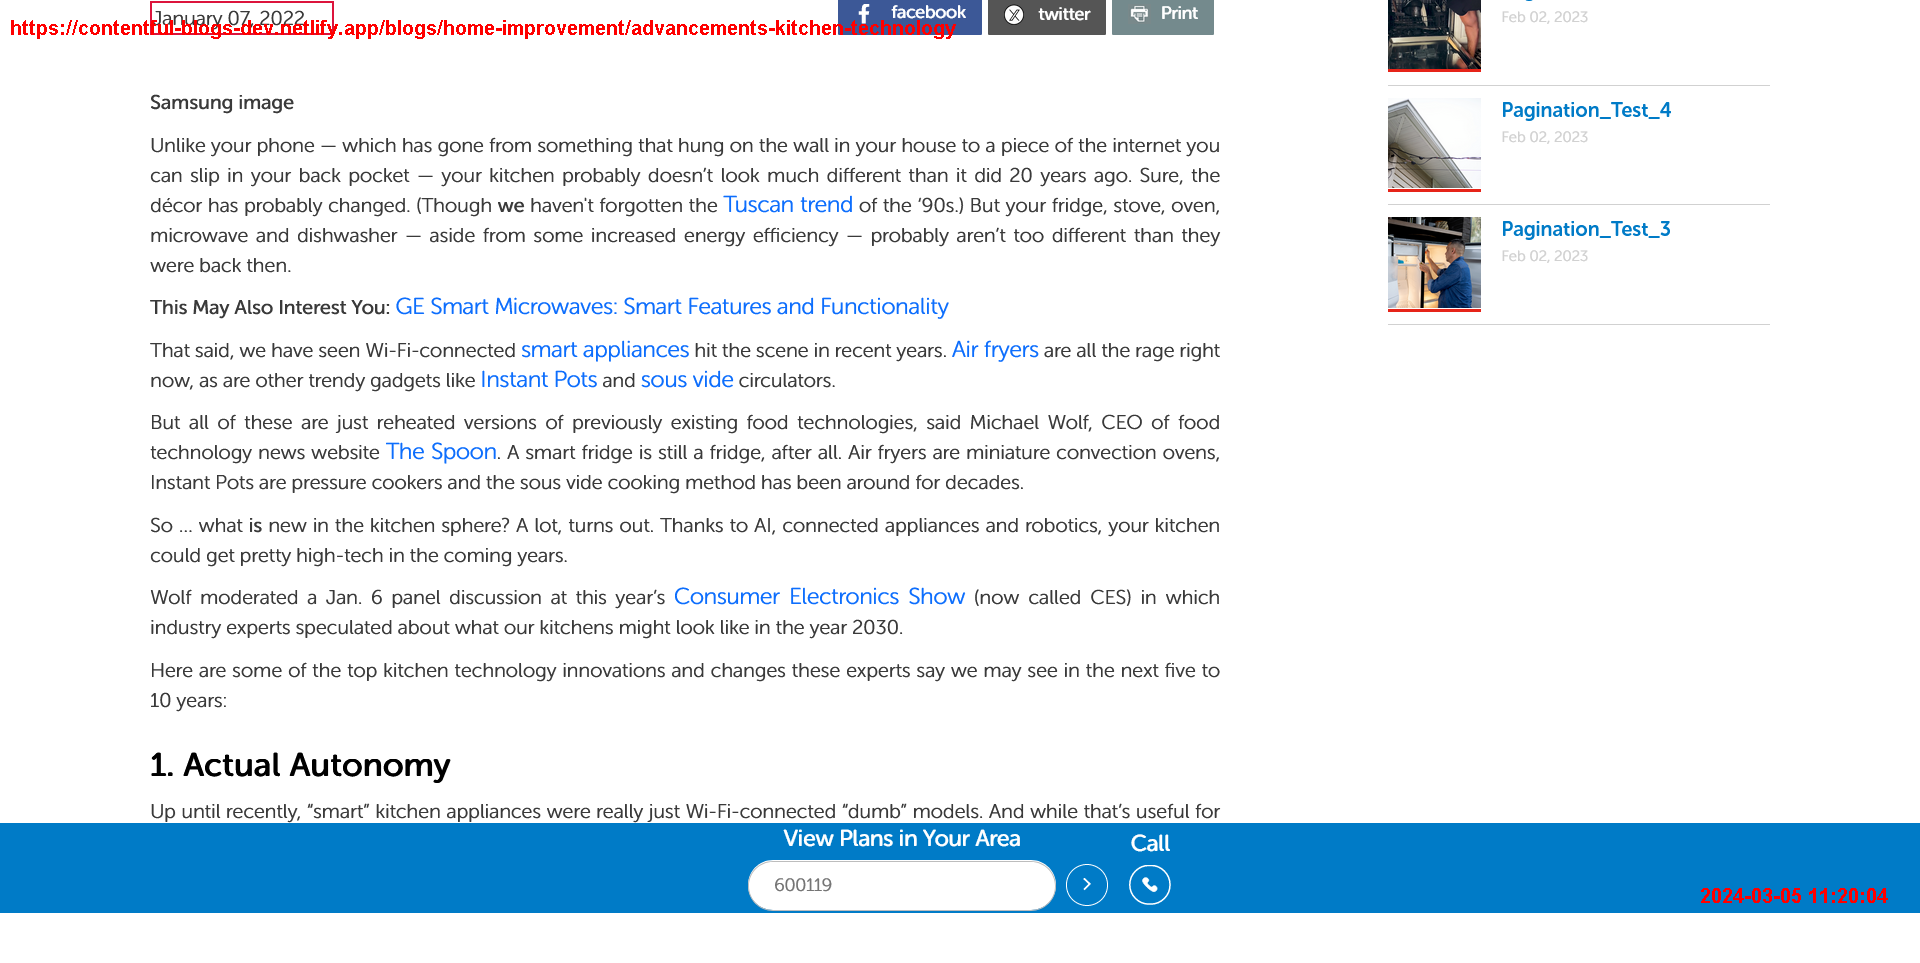 January 07, 2022
https://contentful-blogs-dev.netlify.app/blogs/home-improvement/advancements-kitchen-technology
facebook
twitter
Print
Samsung image
Unlike your phone — which has gone from something that hung on the wall in your house to a piece of the internet you
can slip in your back pocket — your kitchen probably doesn’t look much different than it did 20 years ago. Sure, the
décor has probably changed. (Though we haven't forgotten the Tuscan trend of the ‘90s.) But your fridge, stove, oven,
microwave and dishwasher — aside from some increased energy efficiency — probably aren’t too different than they
were back then.
This May Also Interest You: GE Smart Microwaves: Smart Features and Functionality
That said, we have seen Wi-Fi-connected smart appliances hit the scene in recent years. Air fryers are all the rage right
now, as are other trendy gadgets like Instant Pots and sous vide circulators.
But all of these are just reheated versions of previously existing food technologies, said Michael Wolf, CEO of food
technology news website The Spoon. A smart fridge is still a fridge, after all. Air fryers are miniature convection ovens,
Instant Pots are pressure cookers and the sous vide cooking method has been around for decades.
So … what is new in the kitchen sphere? A lot, turns out. Thanks to AI, connected appliances and robotics, your kitchen
could get pretty high-tech in the coming years.
Wolf moderated a Jan. 6 panel discussion at this year’s Consumer Electronics Show (now called CES) in which
industry experts speculated about what our kitchens might look like in the year 2030.
Here are some of the top kitchen technology innovations and changes these experts say we may see in the next five to
10 years:
1. Actual Autonomy
Up until recently, “smart” kitchen appliances were really just Wi-Fi-connected “dumb” models. And while that’s useful for
Feb 02, 2023
Pagination_Test_4
Feb 02, 2023
Pagination_Test_3
Feb 02, 2023
View Plans in Your Area
600119
Call
2024-03-05 11:20:04